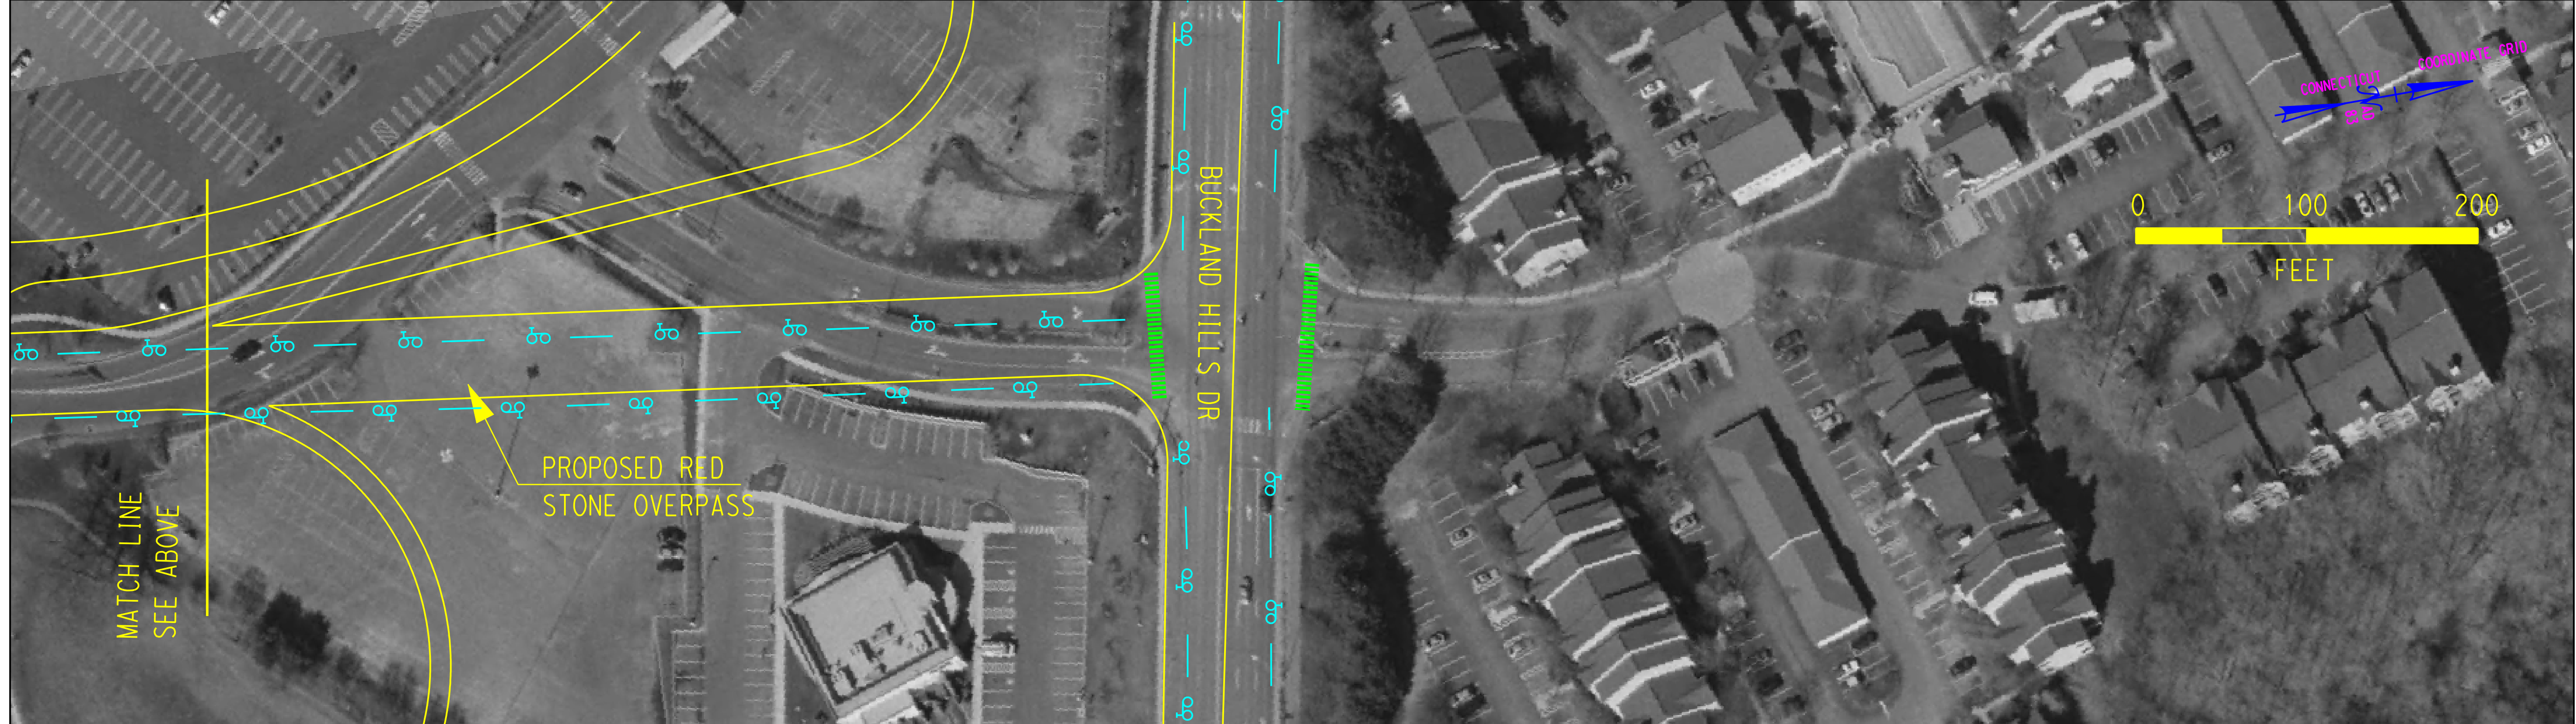 CONNECTICUT
COORDINATE GRID
0 100 200
FEET
BUCKLAND HILLS DR
PROPOSED RED
STONE OVERPASS
MATCH LINE
SEE ABOVE